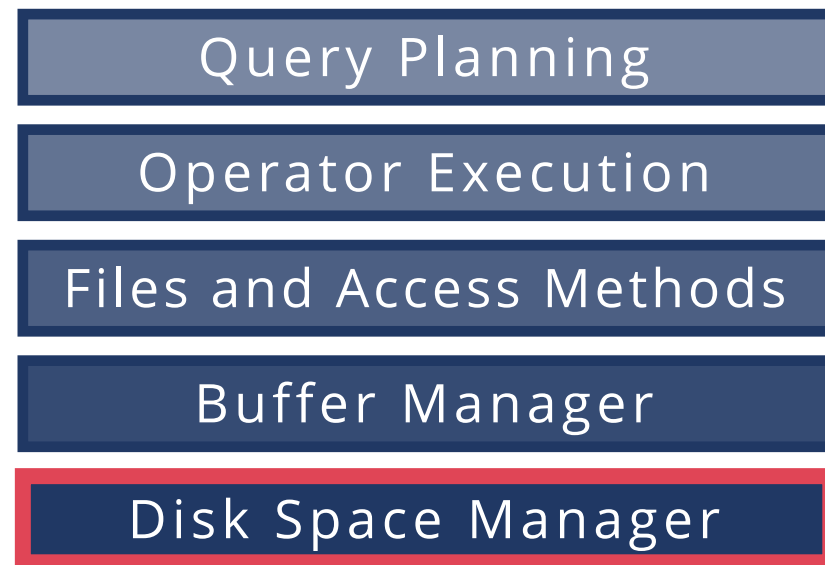 Query Planning
Operator Execution
Files and Access Methods
Buffer Manager
Disk Space Manager